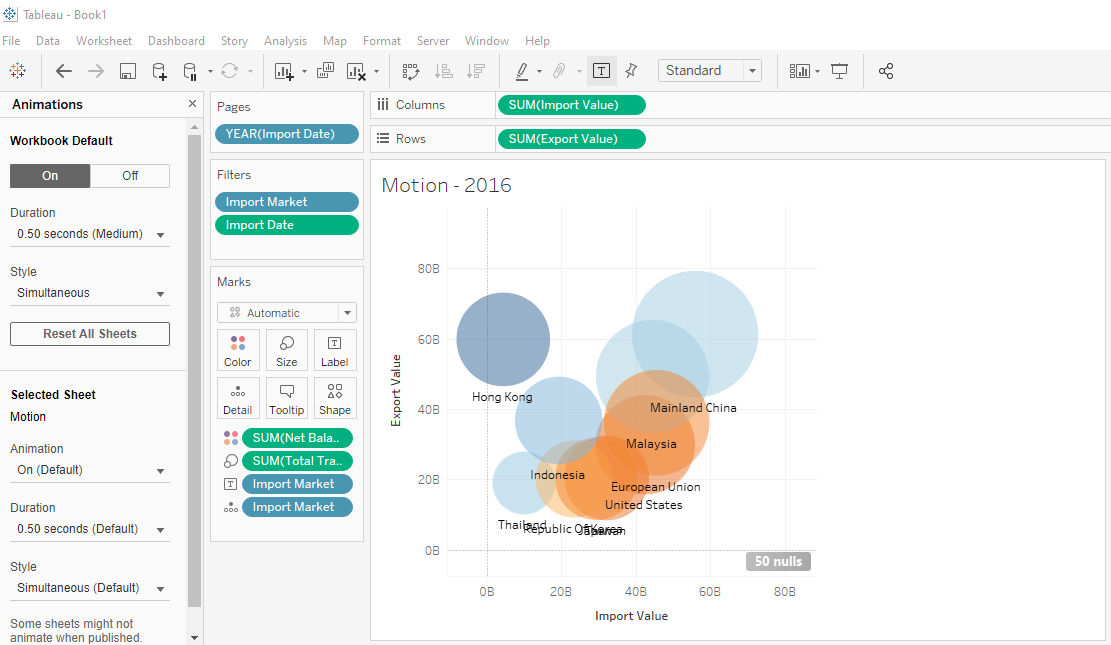 Tableau - Book1
File Data Worksheet Dashboard Story Analysis Map Format Server Window Help
Standard
Animations
Workbook Default
On Off
Duration
0.50 seconds (Medium)
Style
Simultaneous
Reset All Sheets
Selected Sheet
Motion
Animation
On (Default)
Duration
0.50 seconds (Default)
Style
Simultaneous (Default)
Some sheets might not
animate when published.
Pages
YEAR(Import Date)
Filters
Import Market
Import Date
Marks
Automatic
Color Size Label
Detail Tooltip Shape
SUM(Net Bala..
SUM(Total Tra..
Import Market
Import Market
Columns SUM(Import Value)
Rows SUM(Export Value)
Motion - 2016
Export Value
80B
60B
40B
20B
0B
Hong Kong
Mainland China
Malaysia
Indonesia
European Union
United States
Thailand
Republic Of Korea
Japan
Taiwan
50 nulls
0B 20B 40B 60B 80B
Import Value